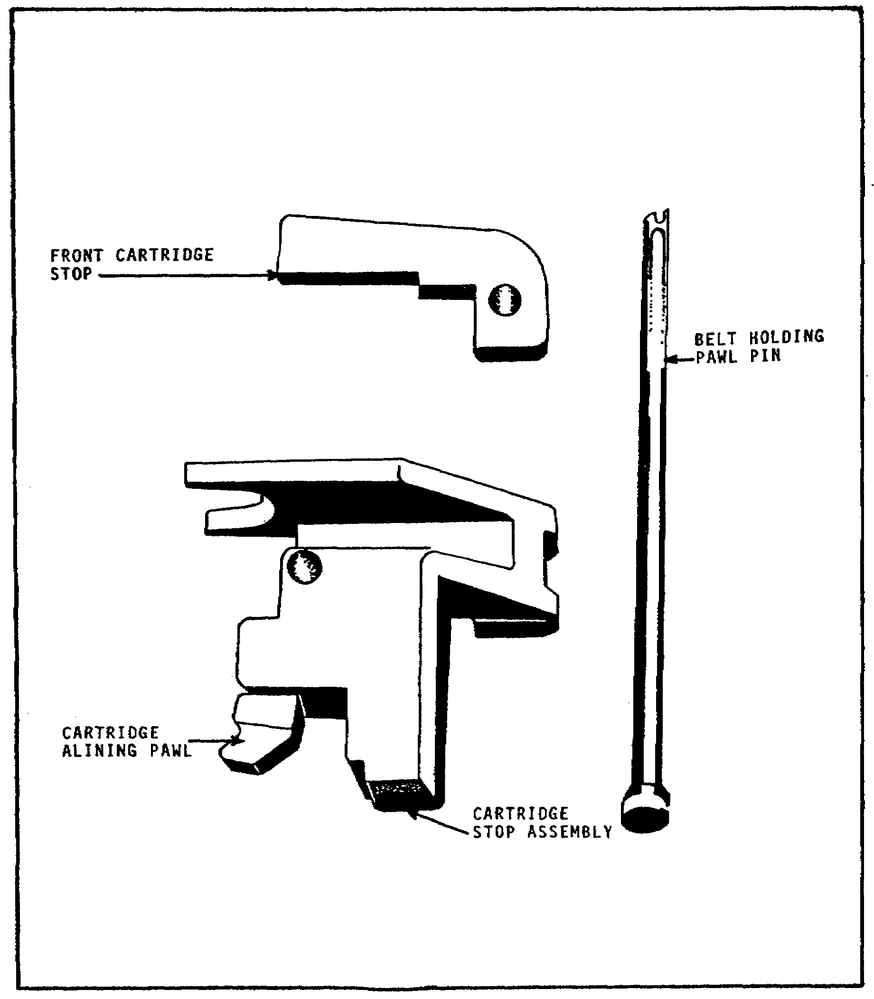 FRONT CARTRIDGE
STOP
BELT HOLDING
PAWL PIN
CARTRIDGE
ALINING PAWL
CARTRIDGE
STOP ASSEMBLY